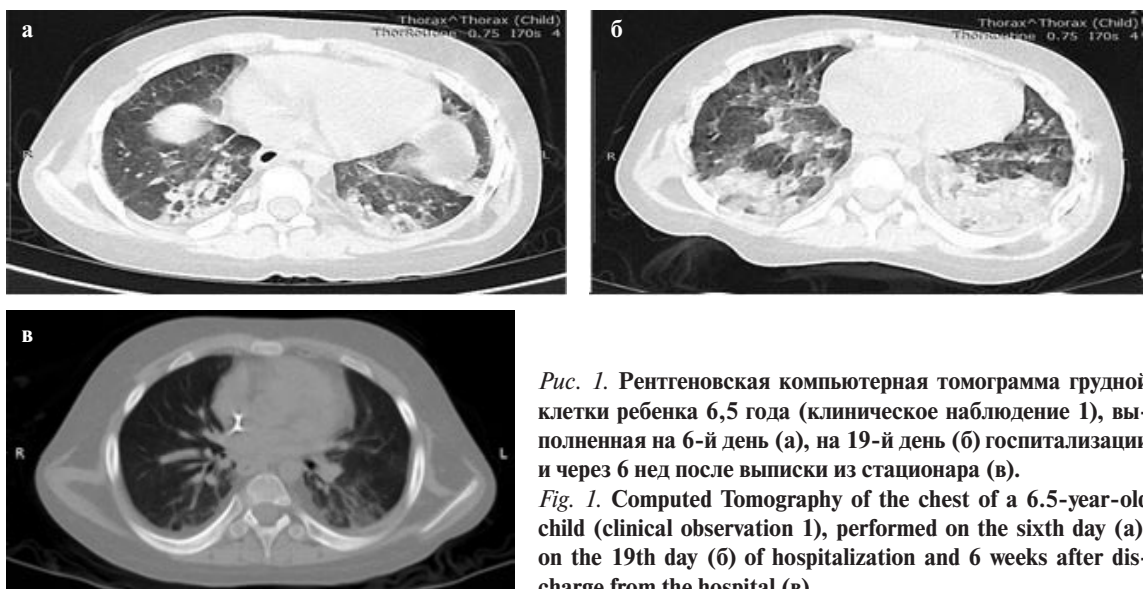 а
Thorax^Thorax (Child)
0.75 I70s 4
R
L
б
Thorax^Thorax (Child)
0.75 I70s 4
R
L
в
R
L
Рис. 1. Рентгеновская компьютерная томограмма грудной
клетки ребенка 6,5 года (клиническое наблюдение 1), вы-
полненная на 6-й день (а), на 19-й день (б) госпитализации
и через 6 нед после выписки из стационара (в).
Fig. 1. Computed Tomography of the chest of a 6.5-year-old
child (clinical observation 1), performed on the sixth day (a)
on the 19th day (б) of hospitalization and 6 weeks after dis-
charge from the hospital (в)